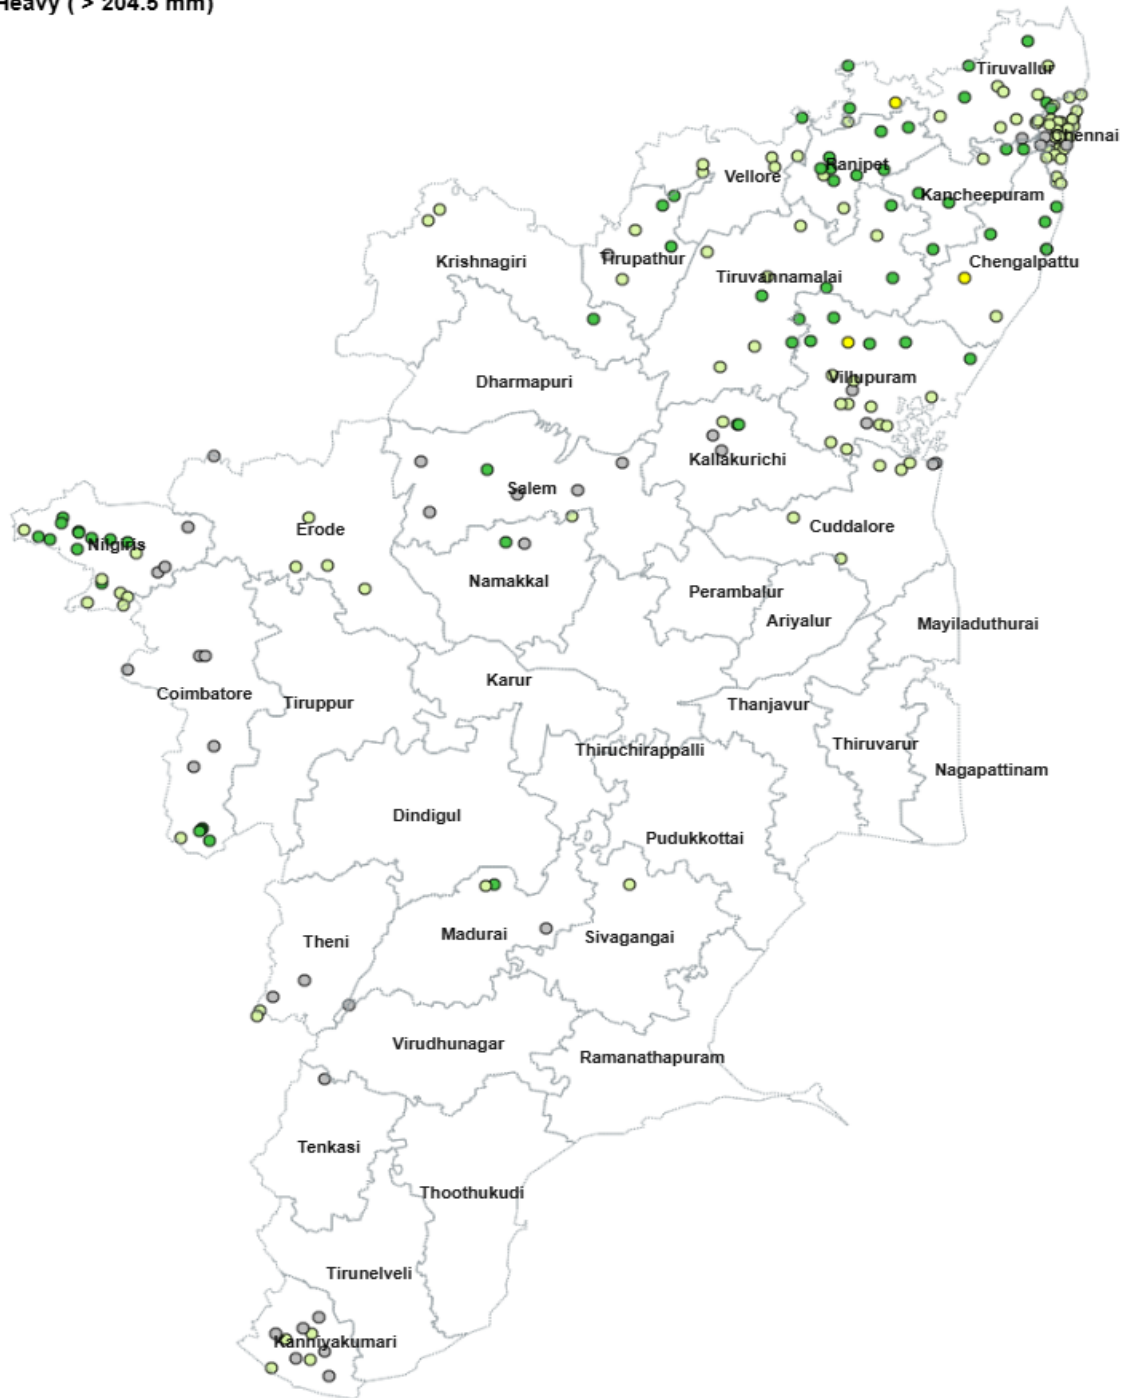 Heavy ( > 204.5 mm)
Tiruvallur
Chennai
Ranipet
Vellore
Kancheepuram
Krishnagiri
Tirupathur
Chengalpattu
Tiruvannamalai
Dharmapuri
Villupuram
Kallakurichi
Salem
Erode
Cuddalore
Nilgiris
Namakkal
Perambalur
Ariyalur
Mayiladuthurai
Karur
Coimbatore
Tiruppur
Thanjavur
Thiruchirappalli
Thiruvarur
Nagapattinam
Dindigul
Pudukkottai
Theni
Madurai
Sivagangai
Virudhunagar
Ramanathapuram
Tenkasi
Thoothukudi
Tirunelveli
Kanniyakumari